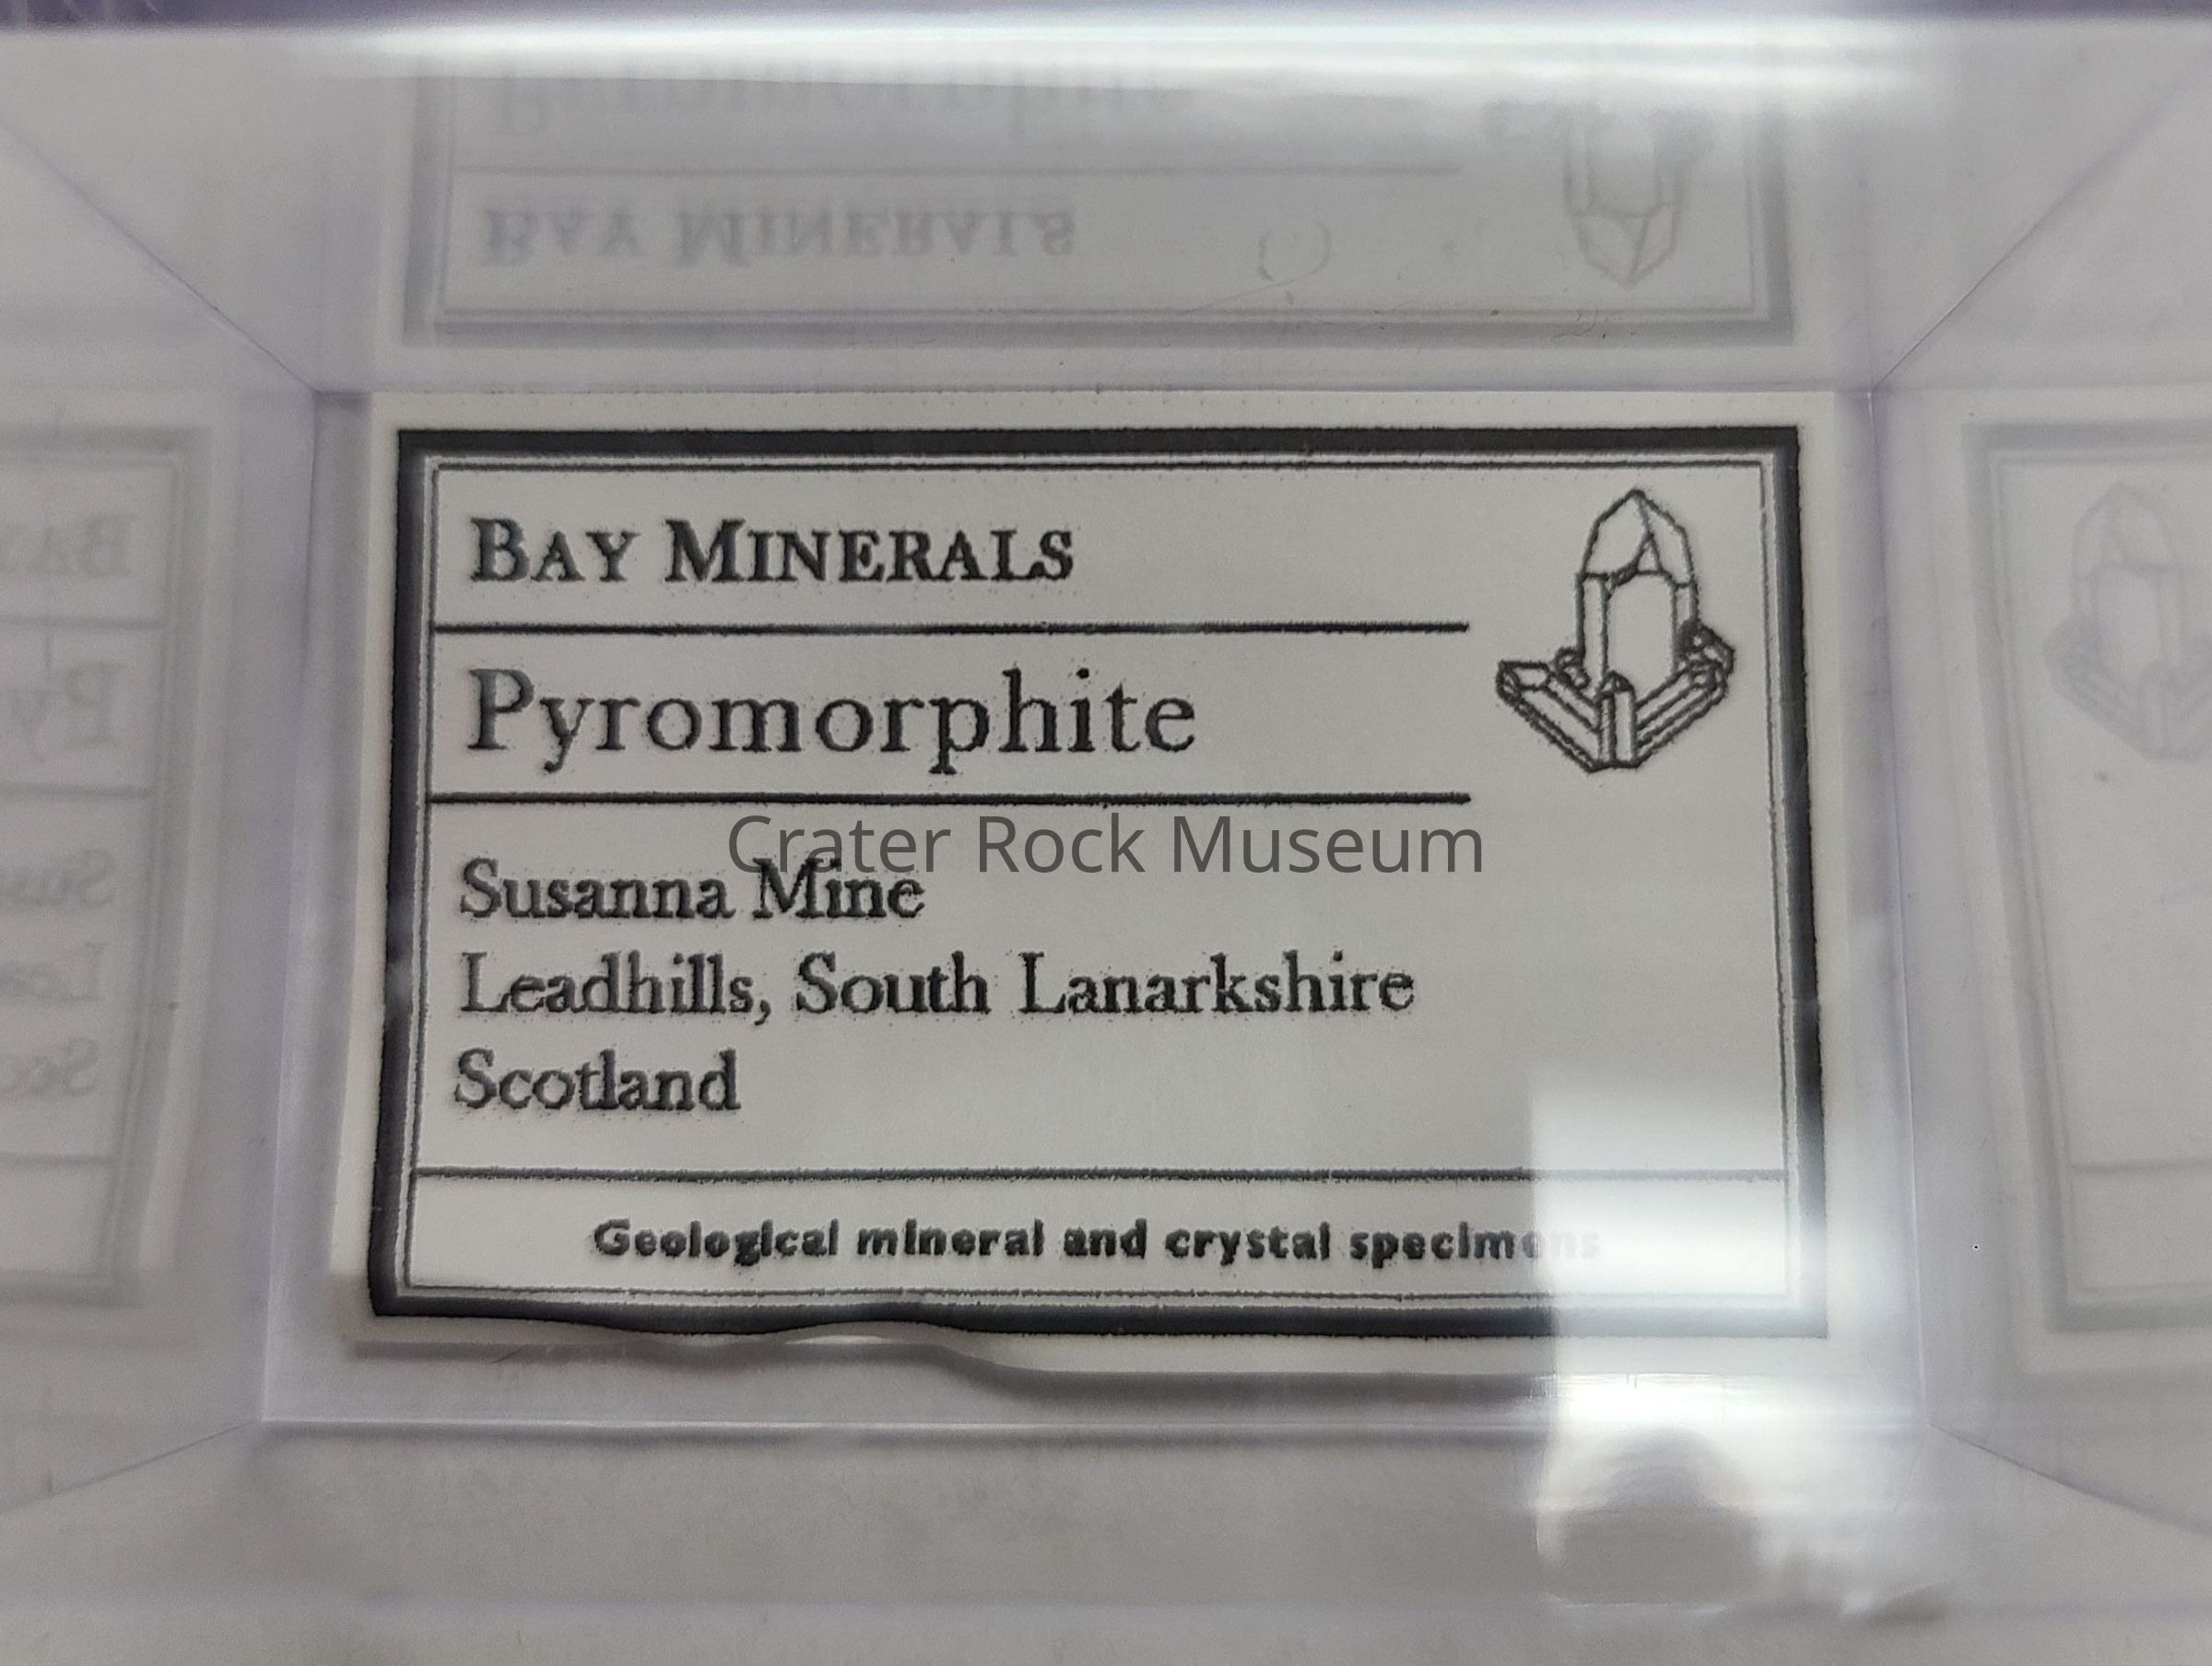 BAY MINERALS
Pyromorphite
Crater Rock Museum
Susanna Mine
Leadhills, South Lanarkshire
Scotland
Geological mineral and crystal specimens